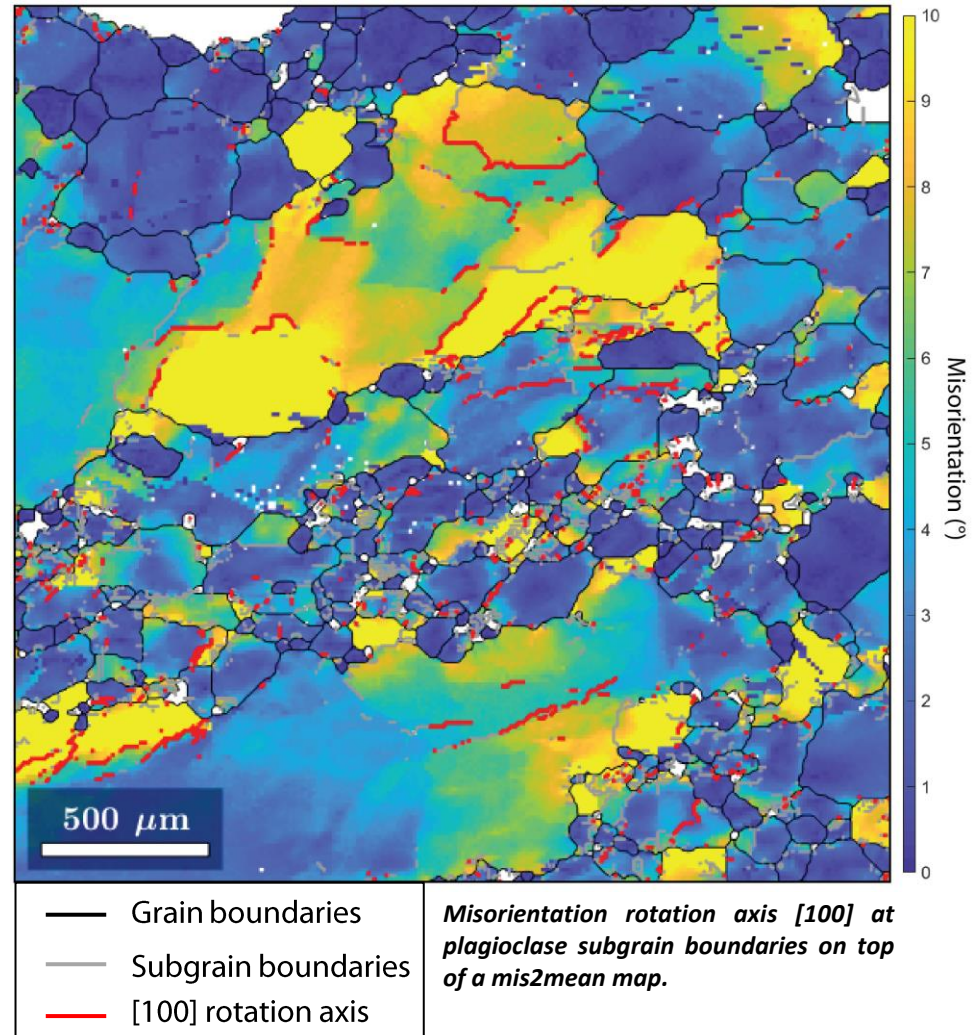 10
9
8
7
6
5
4
3
2
1
0
Misorientation (°)
500 μm
Grain boundaries
Subgrain boundaries
[100] rotation axis
Misorientation rotation axis [100] at
plagioclase subgrain boundaries on top
of a mis2mean map.